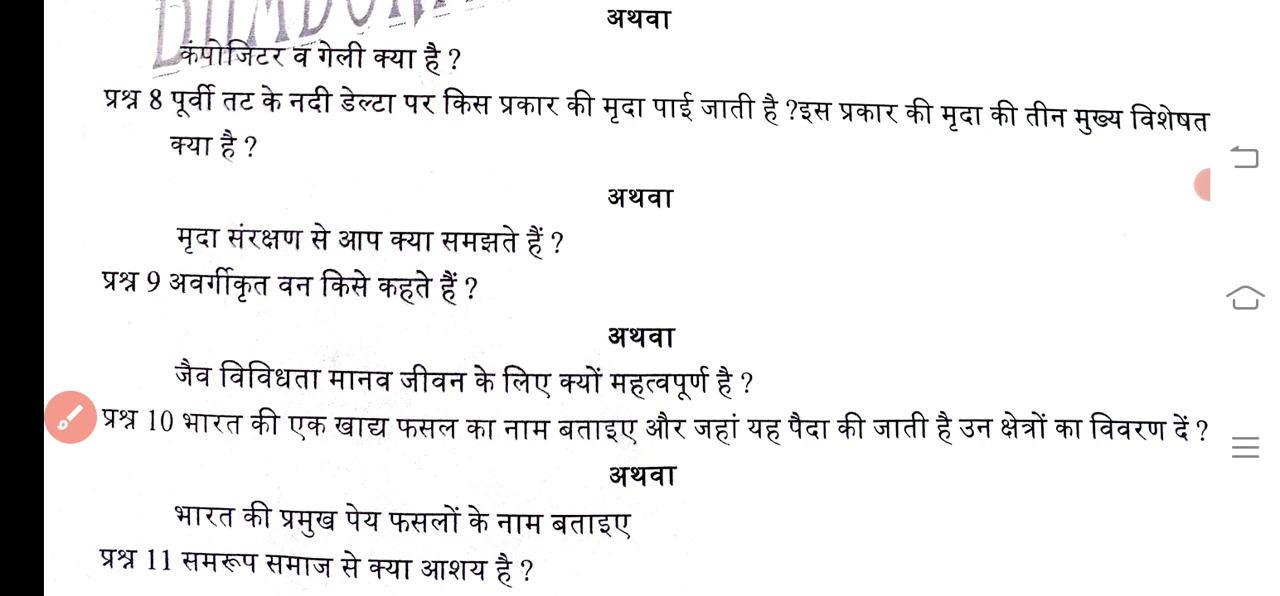 अथवा
कंपोजिटर व गेली क्या है ?
प्रश्न 8 पूर्वी तट के नदी डेल्टा पर किस प्रकार की मृदा पाई जाती है ?इस प्रकार की मृदा की तीन मुख्य विशेषत
क्या है ?
अथवा
मृदा संरक्षण से आप क्या समझते हैं ?
प्रश्न 9 अवर्गीकृत वन किसे कहते हैं ?
अथवा
जैव विविधता मानव जीवन के लिए क्यों महत्वपूर्ण है ?
प्रश्न 10 भारत की एक खाद्य फसल का नाम बताइए और जहां यह पैदा की जाती है उन क्षेत्रों का विवरण दें ?
अथवा
भारत की प्रमुख पेय फसलों के नाम बताइए
प्रश्न 11 समरूप समाज से क्या आशय है ?